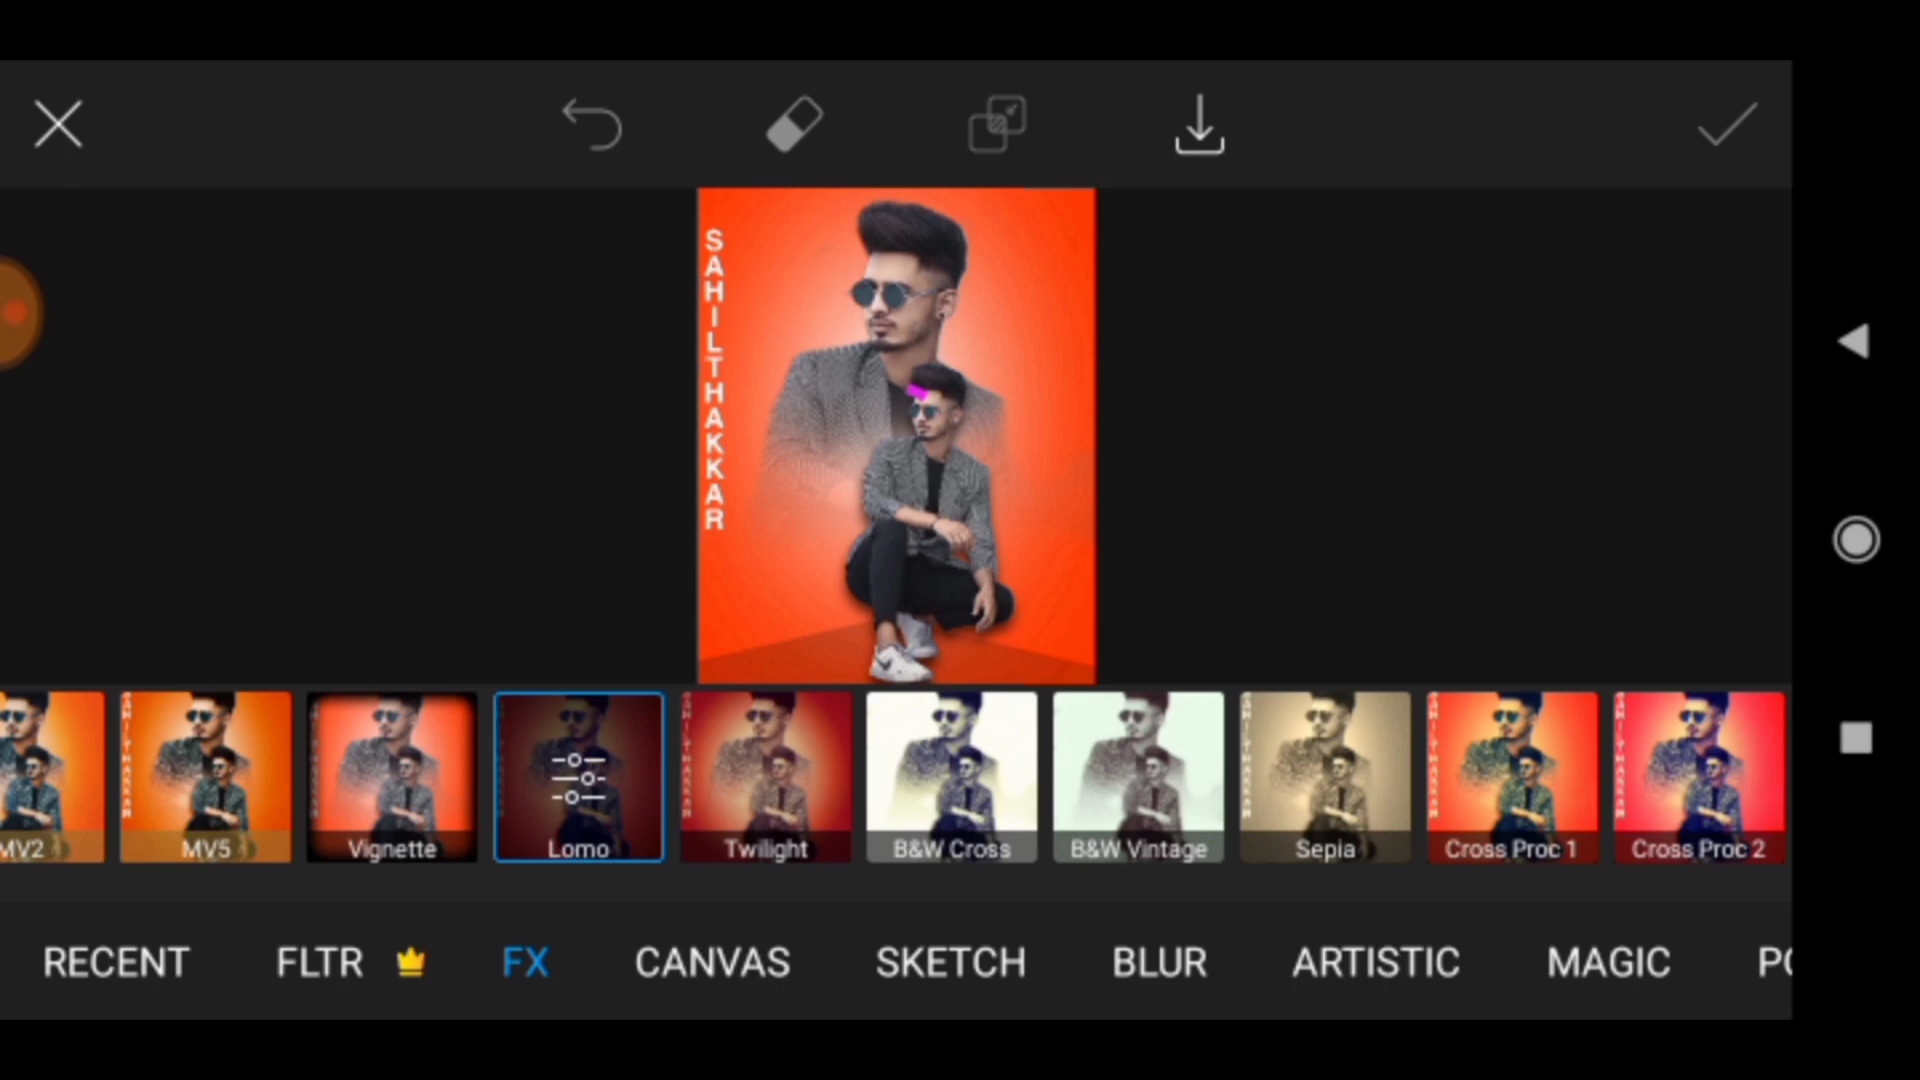 SAHILTHAKKAR
MV2
MV5
Vignette
Lomo
Twilight
B&W Cross
B&W Vintage
Sepia
Cross Proc 1
Cross Proc 2
RECENT
FLTR
FX
CANVAS
SKETCH
BLUR
ARTISTIC
MAGIC